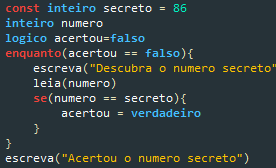 const inteiro secreto = 86
inteiro numero
logico acertou=falso
enquanto(acertou == falso){
escreva("Descubra o numero secreto"
leia(numero)
se(numero == secreto){
acertou = verdadeiro
}
}
escreva("Acertou o numero secreto")